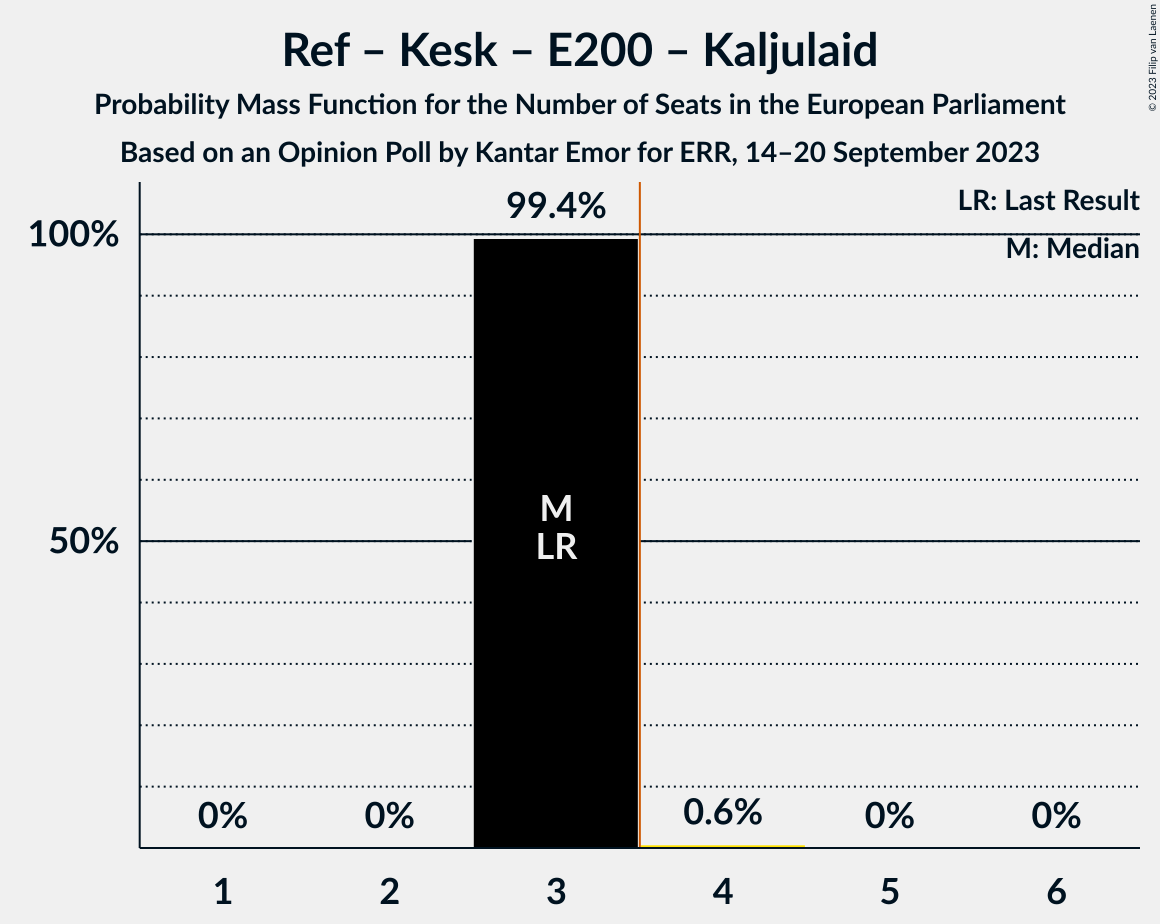 Ref – Kesk – E200 – Kaljulaid
Probability Mass Function for the Number of Seats in the European Parliament
Based on an Opinion Poll by Kantar Emor for ERR, 14–20 September 2023
© 2023 Filip van Laenen
LR: Last Result
M: Median
99.4%
100%
50%
M
LR
0%
0%
0.6%
0%
0%
1
2
3
4
5
6